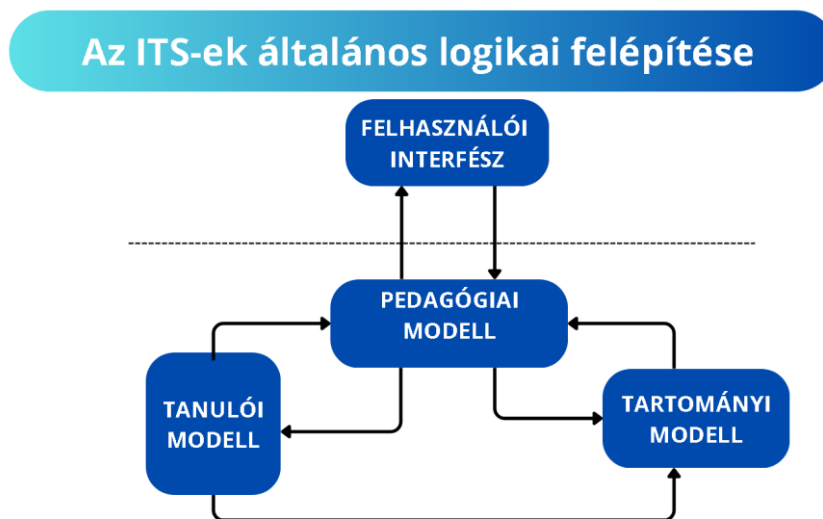 Az ITS-ek általános logikai felépítése
FELHASZNÁLÓI
INTERFÉSZ
PEDAGÓGIAI
MODELL
TANULÓI
MODELL
TARTOMÁNYI
MODELL